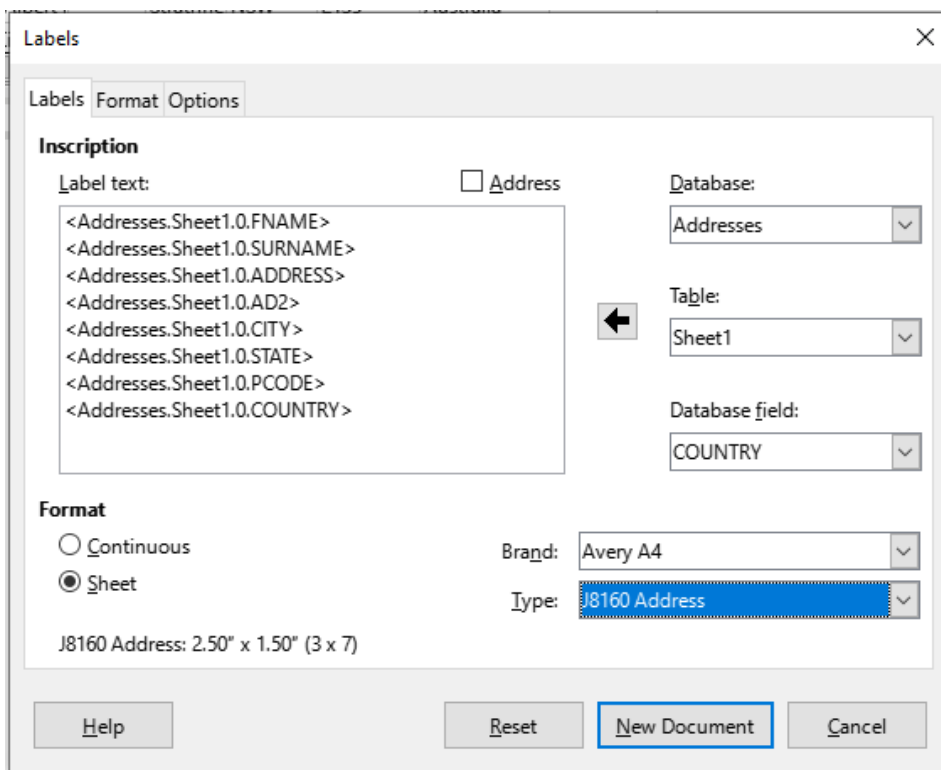 Australia
Labels
Labels Format Options
Inscription
Label text:
Address
Database:
<Addresses.Sheet1.0.FNAME>
<Addresses.Sheet1.0.SURNAME>
<Addresses.Sheet1.0.ADDRESS>
<Addresses.Sheet1.0.AD2>
<Addresses.Sheet1.0.CITY>
<Addresses.Sheet1.0.STATE>
<Addresses.Sheet1.0.PCODE>
<Addresses.Sheet1.0.COUNTRY>
Addresses
Table:
Sheet1
Database field:
COUNTRY
Format
Continuous
Sheet
Brand: Avery A4
Type: J8160 Address
J8160 Address: 2.50” x 1.50” (3 x 7)
Help Reset New Document Cancel